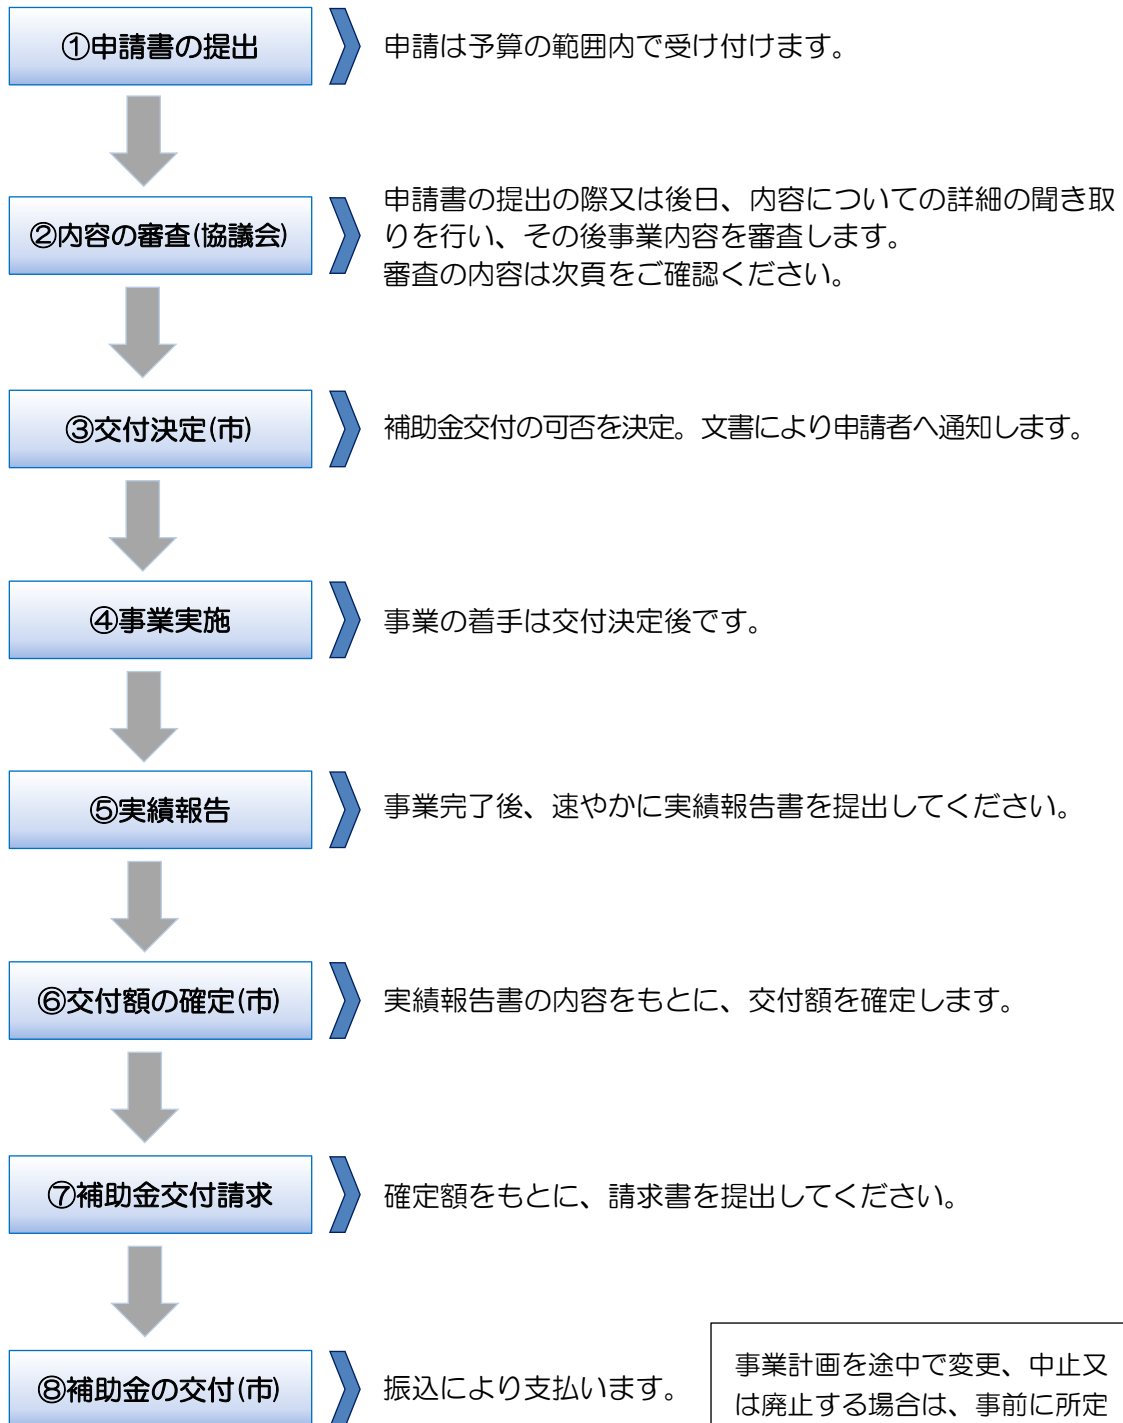 ①申請書の提出
申請は予算の範囲内で受け付けます。
②内容の審査(協議会)
申請書の提出の際又は後日、内容についての詳細の聞き取
りを行い、その後事業内容を審査します。
審査の内容は次頁をご確認ください。
③交付決定(市)
補助金交付の可否を決定。文書により申請者へ通知します。
④事業実施
事業の着手は交付決定後です。
⑤実績報告
事業完了後、速やかに実績報告書を提出してください。
⑥交付額の確定(市)
実績報告書の内容をもとに、交付額を確定します。
⑦補助金交付請求
確定額をもとに、請求書を提出してください。
⑧補助金の交付(市)
振込により支払います。
事業計画を途中で変更、中止又
は廃止する場合は、事前に所定